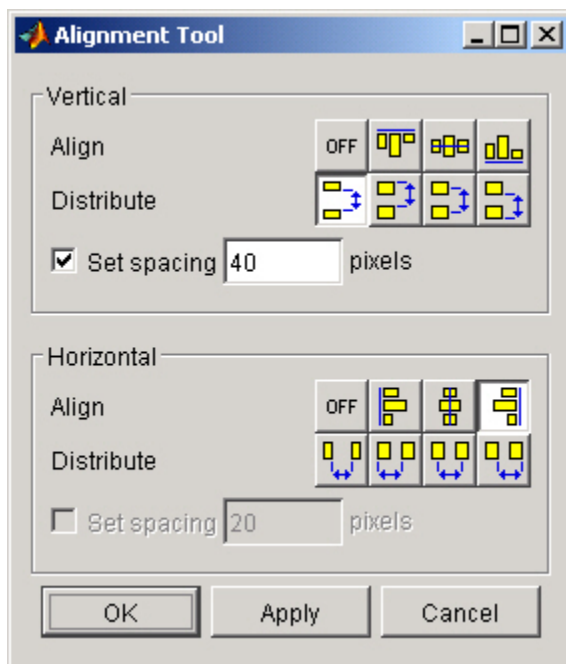 Alignment Tool
Vertical
Align OFF
Distribute
Set spacing 40 pixels
Horizontal
Align OFF
Distribute
Set spacing 20 pixels
OK Apply Cancel